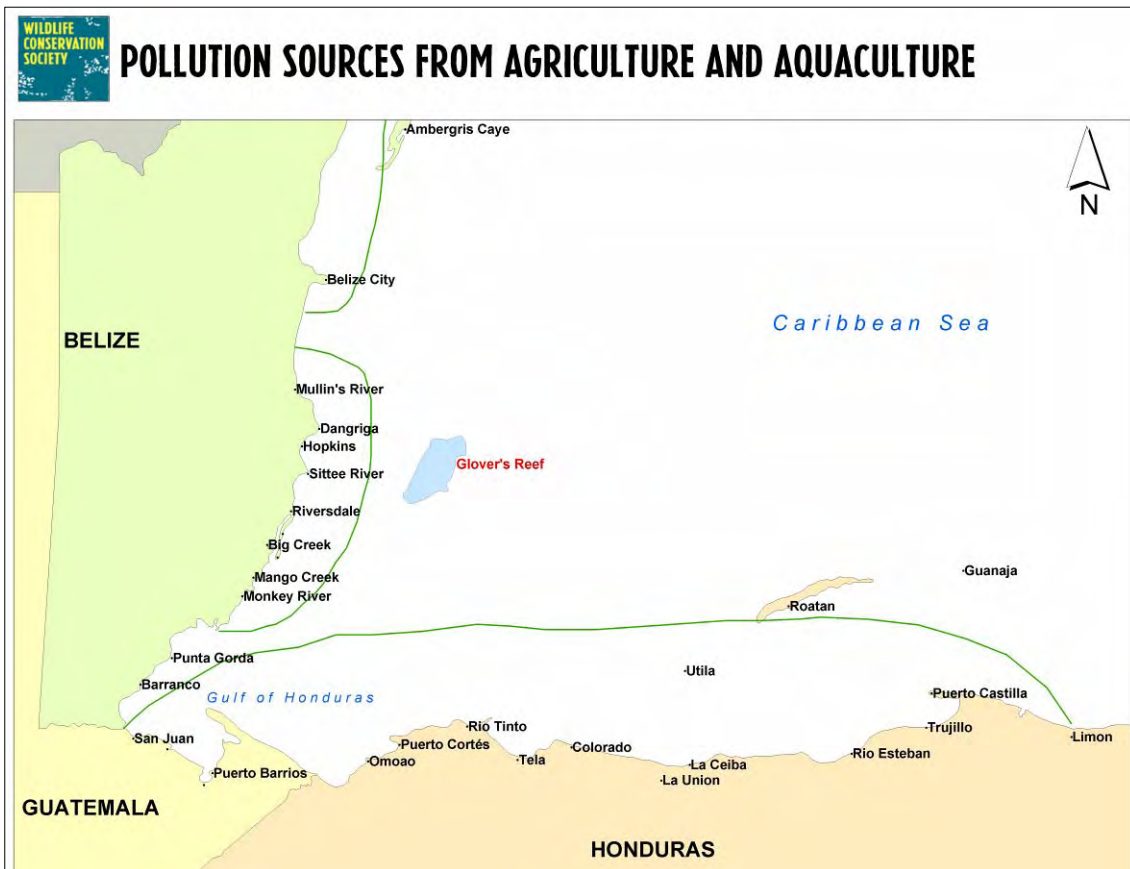 WILDLIFE
CONSERVATION
SOCIETY
POLLUTION SOURCES FROM AGRICULTURE AND AQUACULTURE
Ambergris Caye
N
Belize City
Caribbean Sea
BELIZE
Mullin's River
Dangriga
Hopkins
Glover's Reef
Sittee River
Riversdale
Big Creek
Guanaja
Mango Creek
Monkey River
Roatan
Punta Gorda
Utila
Barranco
Gulf of Honduras
Puerto Castilla
Rio Tinto
Trujillo
San Juan
Limon
Puerto Cortés
Colorado
Rio Esteban
Omoao
Tela
La Ceiba
Puerto Barrios
La Union
GUATEMALA
HONDURAS